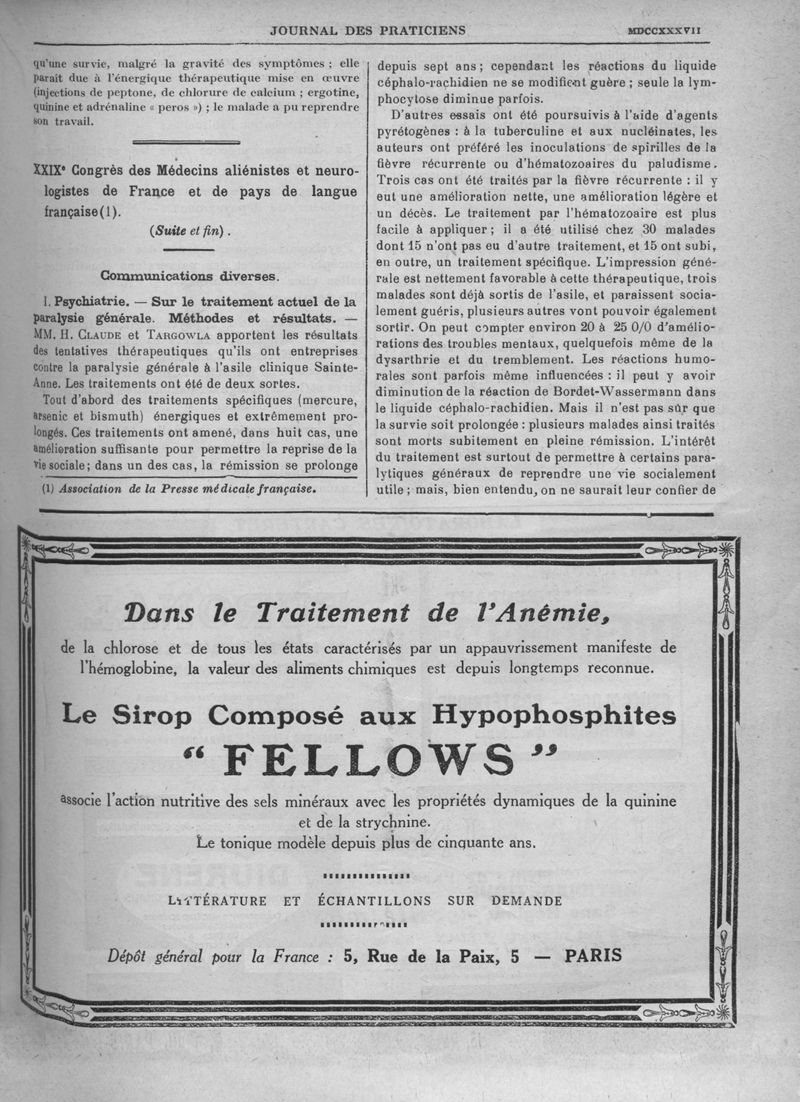 JOURNAL DES PRATICIENS
MDCCXXXVII
qu'une survie, malgré la gravité des symptômes ; elle
parait due à l'énergique thérapeutique mise en œuvre
(injections de peptone, de chlorure de calcium ; ergotine,
quinine et adrénaline « peros ») ; le malade a pu reprendre
son travail.
XXIXe Congrès des Médecins aliénistes et neuro-
logistes de France et de pays de langue
française(1).
(Suite et fin).
Communications diverses.
I. Psychiatrie. — Sur le traitement actuel de la
paralysie générale. Méthodes et résultats. —
MM. H. CLAUDE et TARGOWLA apportent les résultats
des tentatives thérapeutiques qu'ils ont entreprises
contre la paralysie générale à l'asile clinique Sainte-
Anne. Les traitements ont été de deux sortes.
Tout d'abord des traitements spécifiques (mercure,
arsenic et bismuth) énergiques et extrêmement pro-
longés. Ces traitements ont amené, dans huit cas, une
amélioration suffisante pour permettre la reprise de la
vie sociale; dans un des cas, la rémission se prolonge
(1) Association de la Presse médicale française.
depuis sept ans ; cependant les réactions du liquide
céphalo-rachidien ne se modifient guère ; seule la lym-
phocytose diminue parfois.
D'autres essais ont été poursuivis à l'aide d'agents
pyrétogènes : à la tuberculine et aux nucléinates, les
auteurs ont préféré les inoculations de spirilles de la
fièvre récurrente ou d'hématozoaires du paludisme.
Trois cas ont été traités par la fièvre récurrente : il y
eut une amélioration nette, une amélioration légère et
un décès. Le traitement par l'hématozoaire est plus
facile à appliquer ; il a été utilisé chez 30 malades
dont 15 n'ont pas eu d'autre traitement, et 15 ont subi,
en outre, un traitement spécifique. L'impression géné-
rale est nettement favorable à cette thérapeutique, trois
malades sont déjà sortis de l'asile, et paraissent socia-
lement guéris, plusieurs autres vont pouvoir également
sortir. On peut compter environ 20 à 25 0/0 d'amélio-
rations des troubles mentaux, quelquefois même de la
dysarthrie et du tremblement. Les réactions humo-
rales sont parfois même influencées : il peut y avoir
diminution de la réaction de Bordet-Wassermann dans
le liquide céphalo-rachidien. Mais il n'est pas sûr que
la survie soit prolongée : plusieurs malades ainsi traités
sont morts subitement en pleine rémission. L'intérêt
du traitement est surtout de permettre à certains para-
lytiques généraux de reprendre une vie socialement
utile ; mais, bien entendu, on ne saurait leur confier de
Dans le Traitement de l'Anémie,
de la chlorose et de tous les états caractérisés par un appauvrissement manifeste de
l'hémoglobine, la valeur des aliments chimiques est depuis longtemps reconnue.
Le Sirop Composé aux Hypophosphites
“ FELLOWS ”
associe l'action nutritive des sels minéraux avec les propriétés dynamiques de la quinine
et de la strychnine.
Le tonique modèle depuis plus de cinquante ans.
LITTÉRATURE ET ÉCHANTILLONS SUR DEMANDE
Dépôt général pour la France : 5, Rue de la Paix, 5 — PARIS